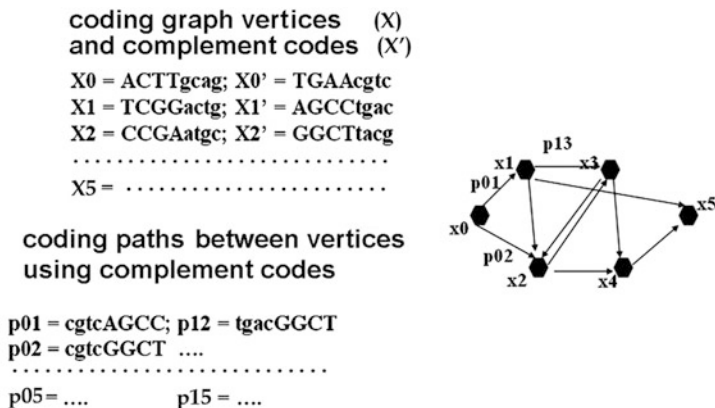 coding graph vertices (X)
and complement codes (X')
X0 = ACTTgcag; X0' = TGAAcgtc
X1 = TCGGactg; X1' = AGCCtgac
X2 = CCGAatgc; X2' = GGCTtacg
. . . . . . . . . . . . . . . . . . . . . . . . . . . . .
X5 = . . . . . . . . . . . . . . . . . . . . . . .
coding paths between vertices
using complement codes
p01 = cgtcAGCC; p12 = tgacGGCT
p02 = cgtcGGCT ....
. . . . . . . . . . . . . . . . . . . . . . . . . . . . .
p05= .... p15 = ....
p13
x1
x3
p01
x5
x0
p02
x2
x4